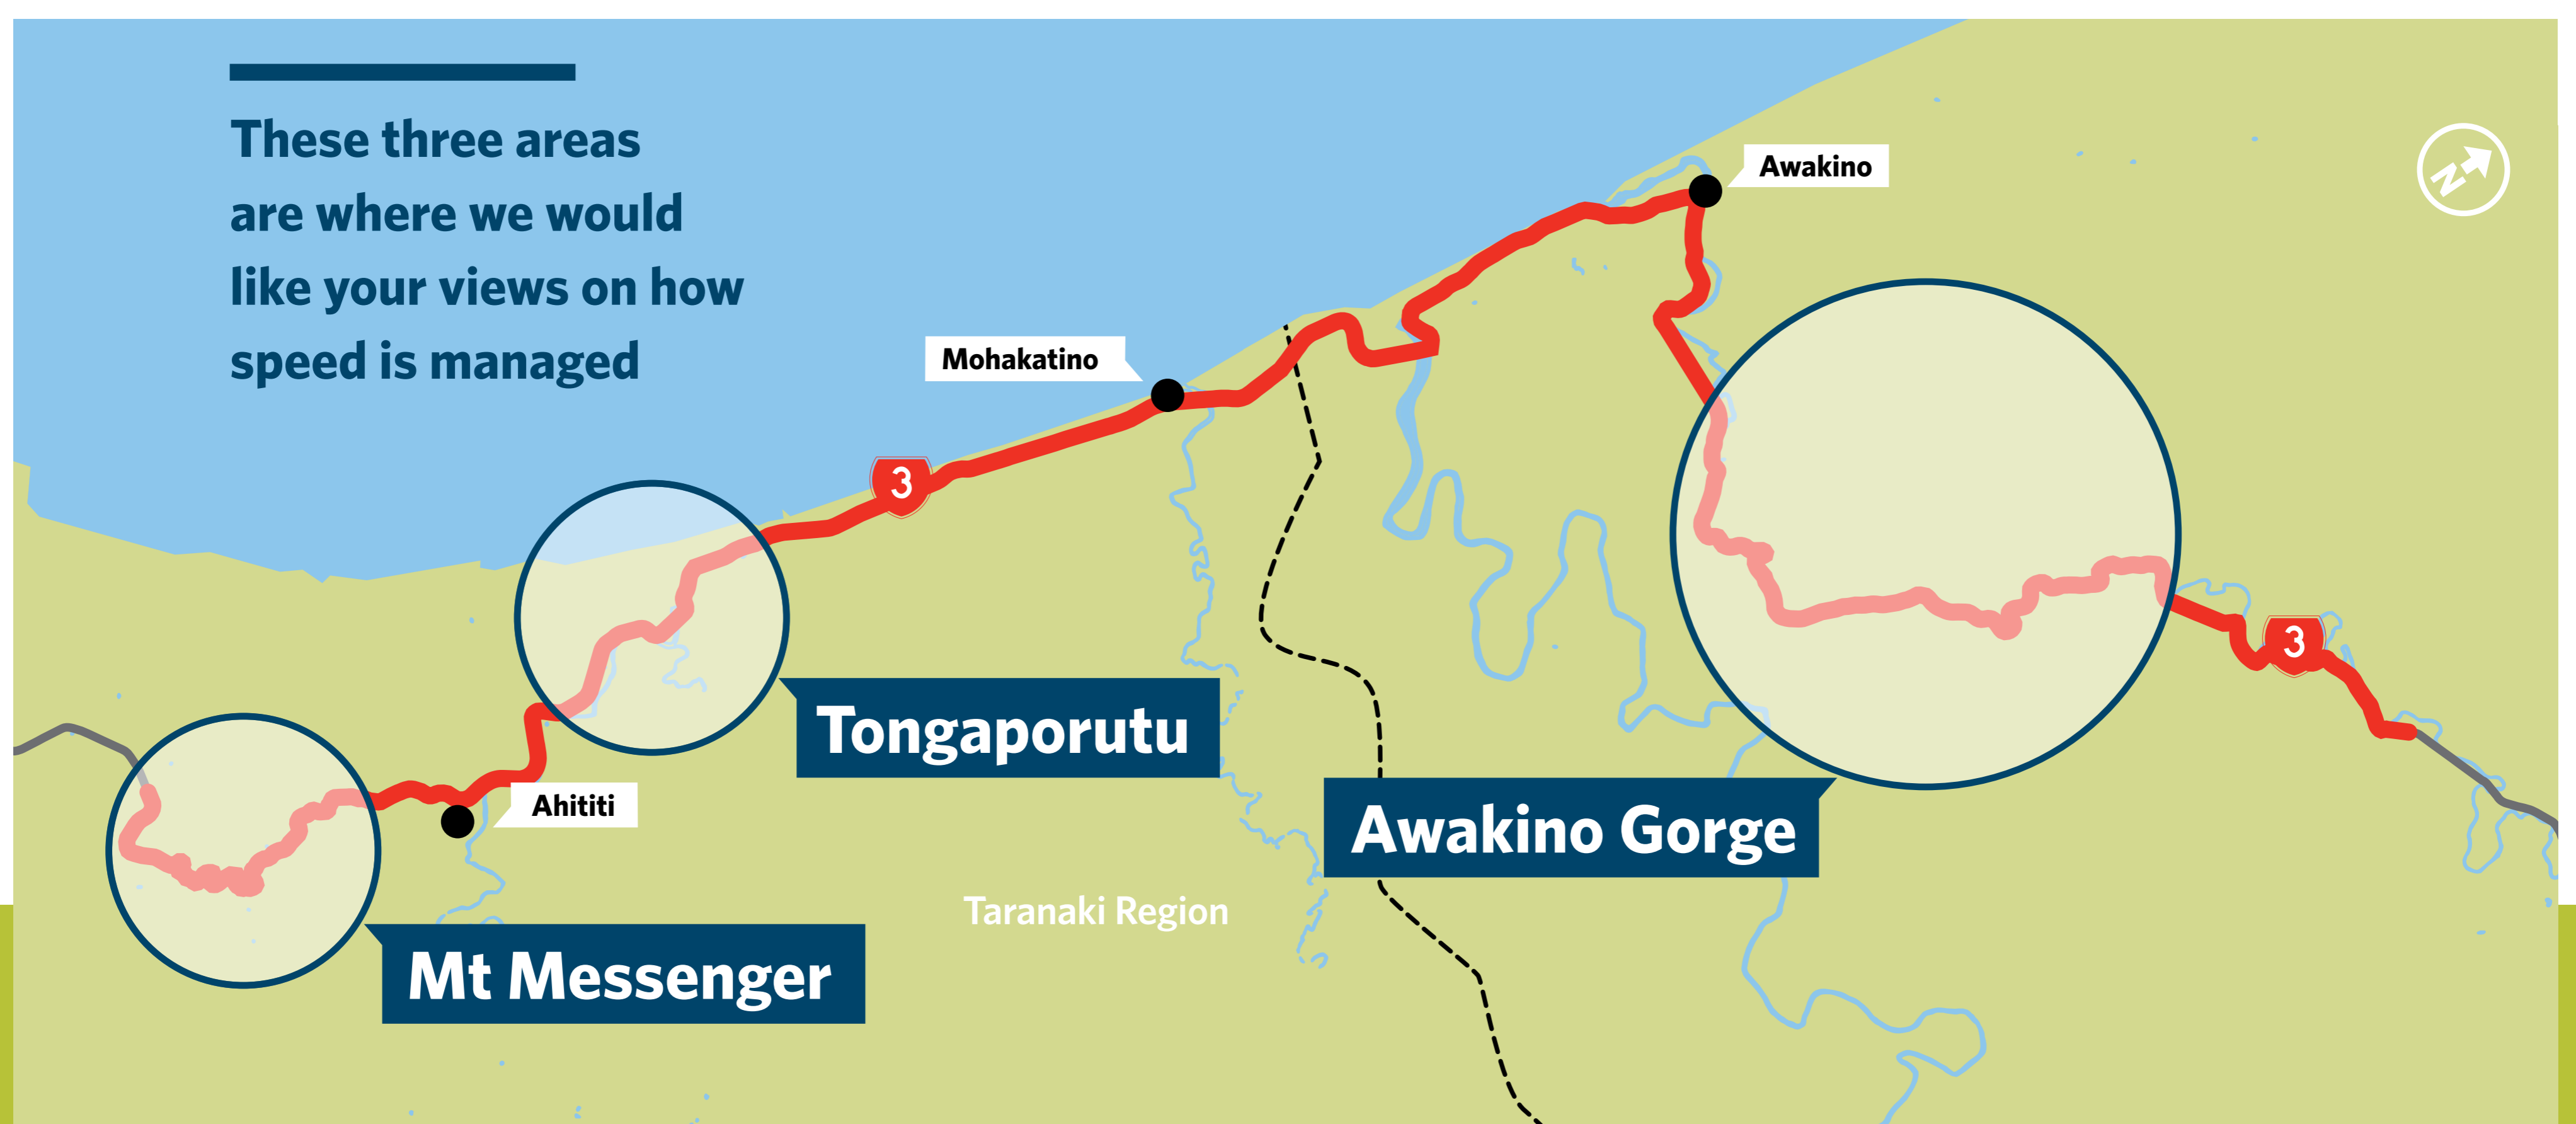 These three areas
are where we would
like your views on how
speed is managed
N
Awakino
Mohakatino
3
Tongaporutu
3
Ahititi
Awakino Gorge
Taranaki Region
Mt Messenger